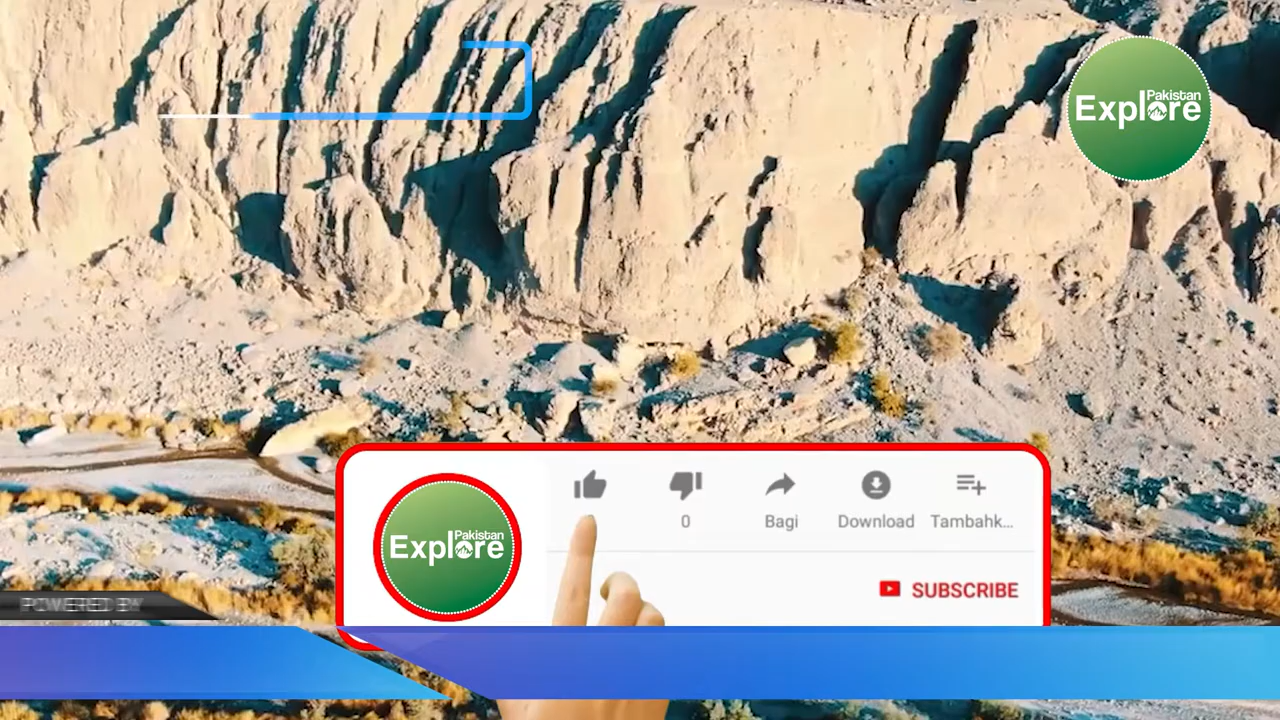 Pakistan
Explore
Pakistan
Explore
0
Bagi
Download
Tambahk...
SUBSCRIBE
POWERED BY